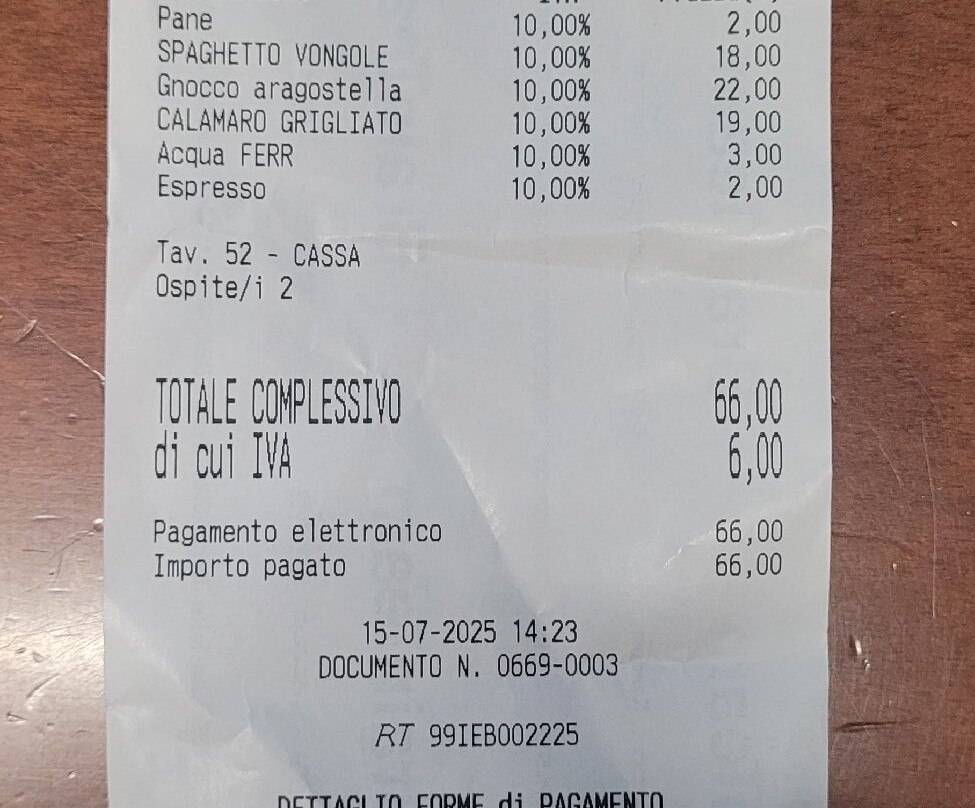 Pane 10,00% 2,00
SPAGHETTO VONGOLE 10,00% 18,00
Gnocco aragostella 10,00% 22,00
CALAMARO GRIGLIATO 10,00% 19,00
Acqua FERR 10,00% 3,00
Espresso 10,00% 2,00
Tav. 52 - CASSA
Ospite/i 2
TOTALE COMPLESSIVO 66,00
di cui IVA 6,00
Pagamento elettronico 66,00
Importo pagato 66,00
15-07-2025 14:23
DOCUMENTO N. 0669-0003
RT 99IEB002225
DETTAGLIO FORME di PAGAMENTO